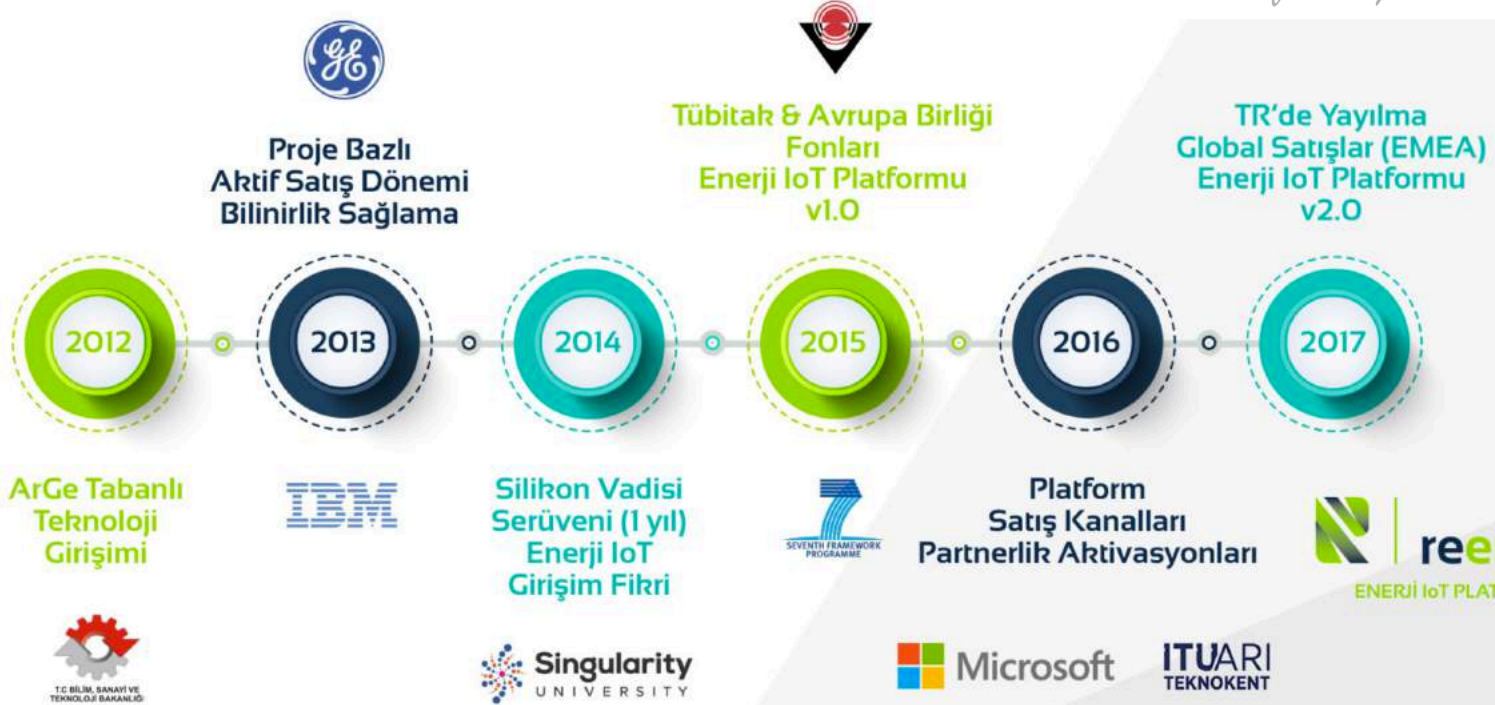 GE
Proje Bazlı
Aktif Satış Dönemi
Bilinirlik Sağlama
Tübitak & Avrupa Birliği
Fonları
Enerji IoT Platformu
v1.0
TR'de Yayılma
Global Satışlar (EMEA)
Enerji IoT Platformu
v2.0
2012
2013
2014
2015
2016
2017
ArGe Tabanlı
Teknoloji
Girişimi
IBM
Silikon Vadisi
Serüveni (1 yıl)
Enerji IoT
Girişim Fikri
7
SEVENTH FRAMEWORK
PROGRAMME
Platform
Satış Kanalları
Partnerlik Aktivasyonları
ree
ENERJİ IoT PLAT
T.C BİLİM, SANAYİ VE
TEKNOLOJİ BAKANLIĞI
Singularity
UNIVERSITY
Microsoft
ITUARI
TEKNOKENT